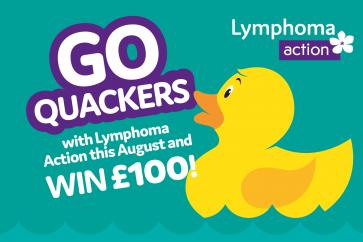 Lymphoma
action
GO
QUACKERS
with Lymphoma
Action this August and
WIN £100!